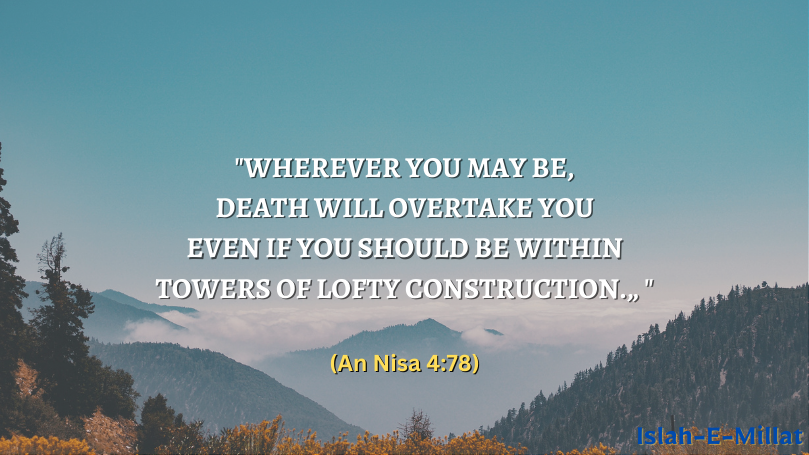 "WHEREVER YOU MAY BE,
DEATH WILL OVERTAKE YOU
EVEN IF YOU SHOULD BE WITHIN
TOWERS OF LOFTY CONSTRUCTION.,, "
(An Nisa 4:78)
Islah-E-Millat